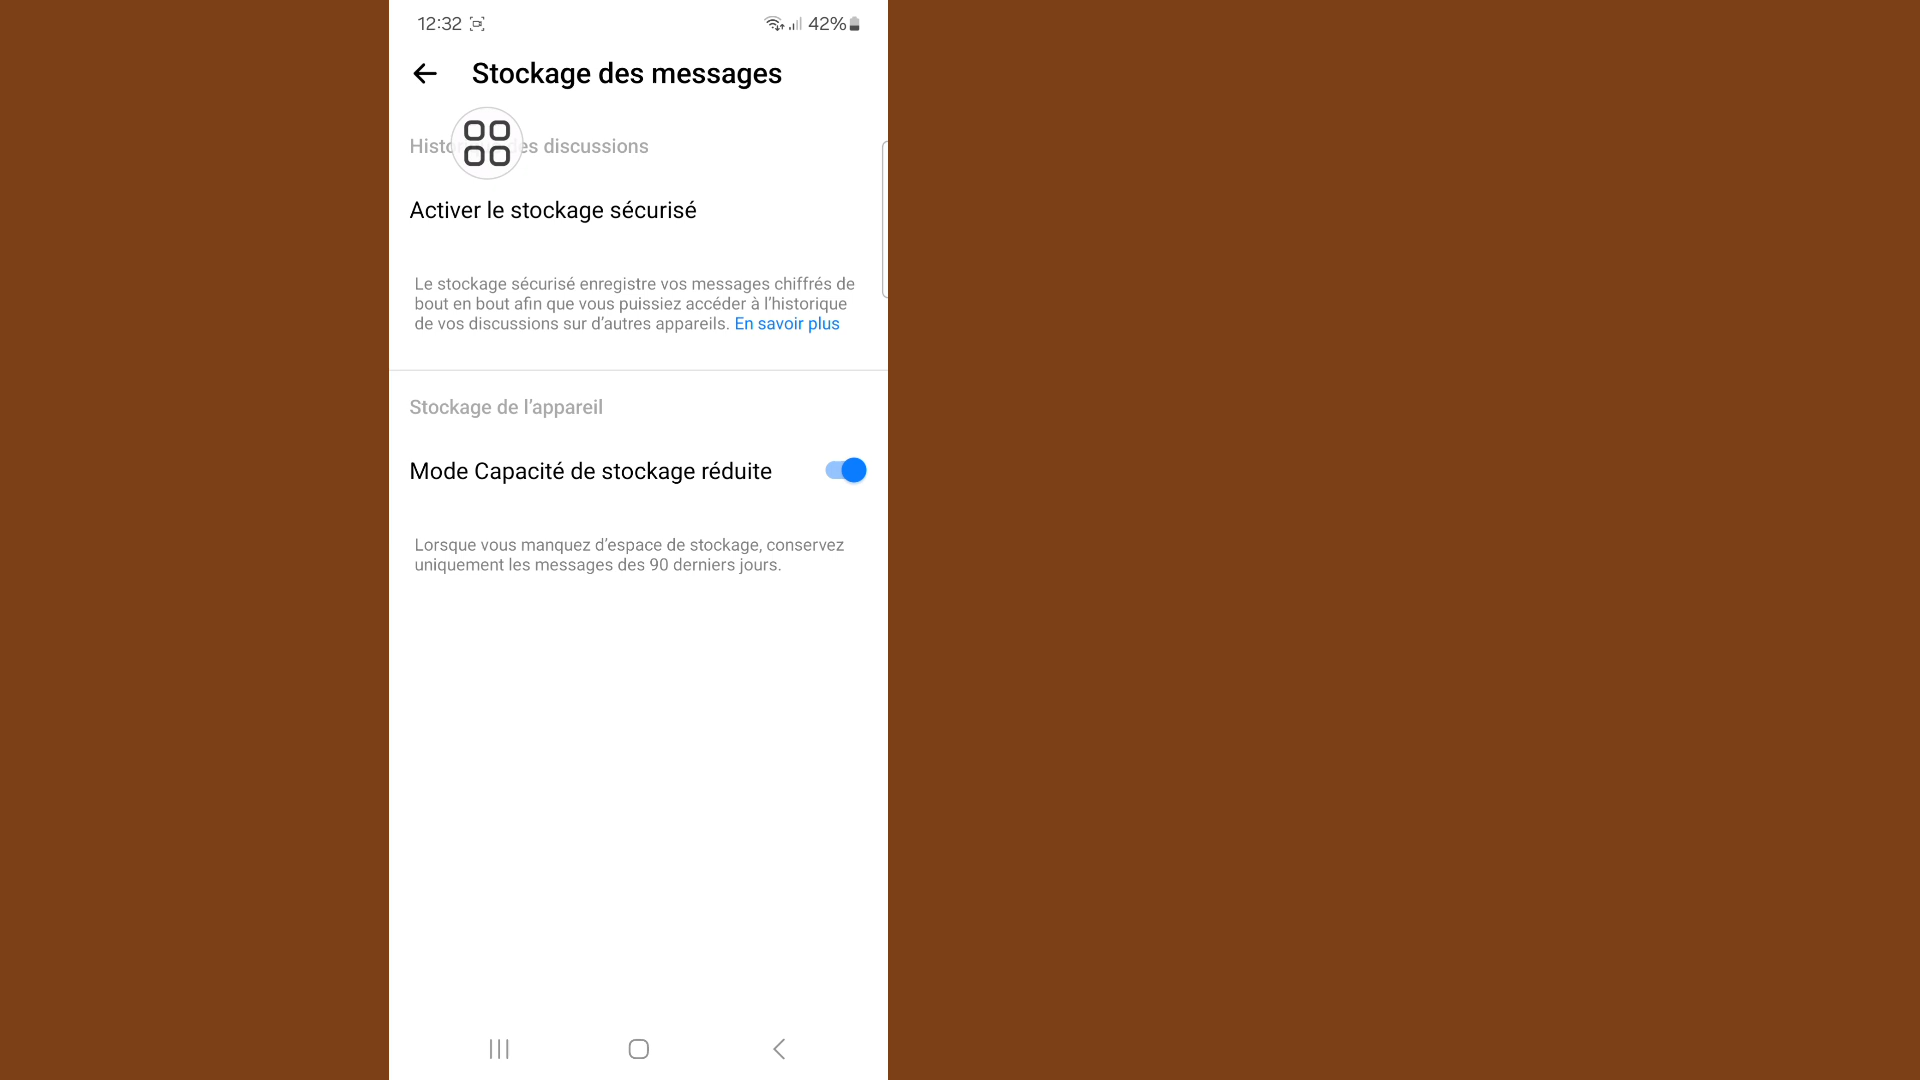 12:32
42%
Stockage des messages
discussions
Activer le stockage sécurisé
Le stockage sécurisé enregistre vos messages chiffrés de
bout en bout afin que vous puissiez accéder à l’historique
de vos discussions sur d’autres appareils. En savoir plus
Stockage de l’appareil
Mode Capacité de stockage réduite
Lorsque vous manquez d’espace de stockage, conservez
uniquement les messages des 90 derniers jours.